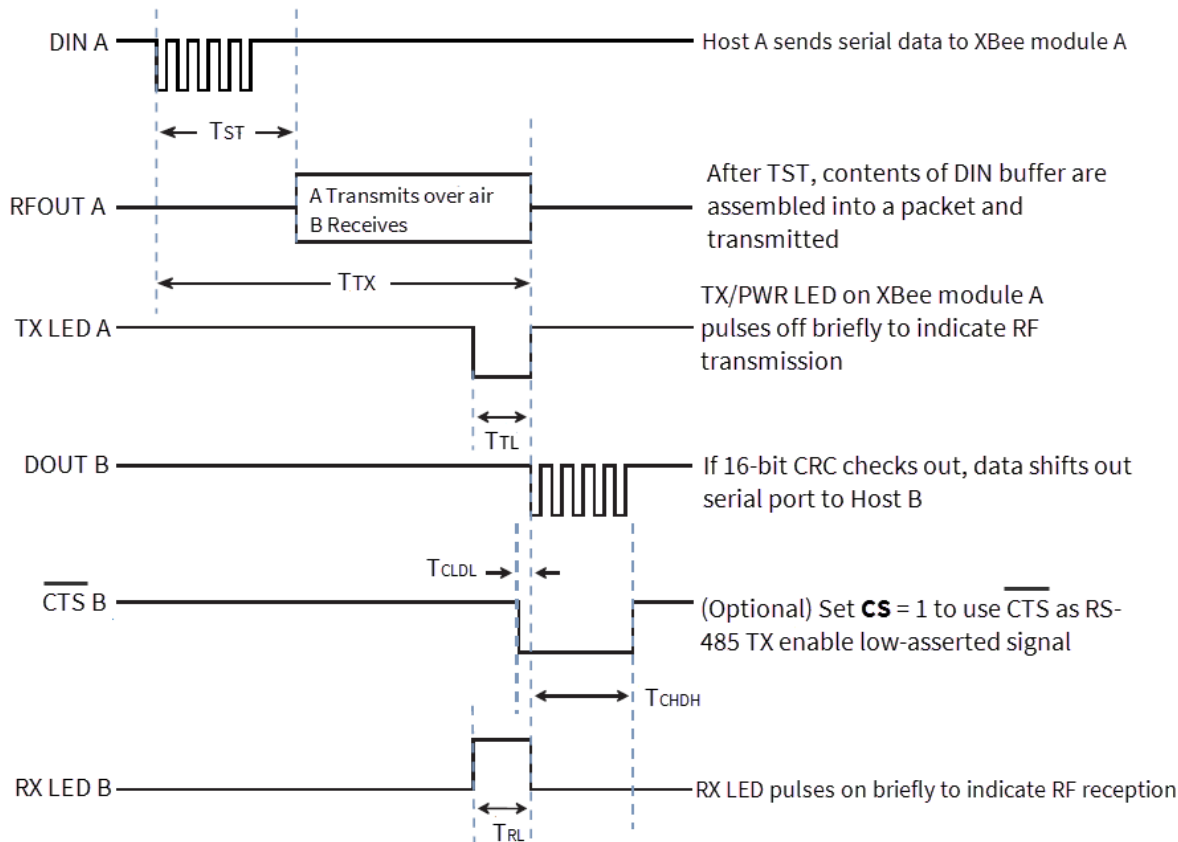 DIN A
Host A sends serial data to XBee module A
TST
RFOUT A
A Transmits over air
B Receives
After TST, contents of DIN buffer are
assembled into a packet and
transmitted
TTX
TX LED A
TX/PWR LED on XBee module A
pulses off briefly to indicate RF
transmission
TTL
DOUT B
If 16-bit CRC checks out, data shifts out
serial port to Host B
TCLDL
CTS B
(Optional) Set CS = 1 to use CTS as RS-
485 TX enable low-asserted signal
TCHDH
RX LED B
RX LED pulses on briefly to indicate RF reception
TRL